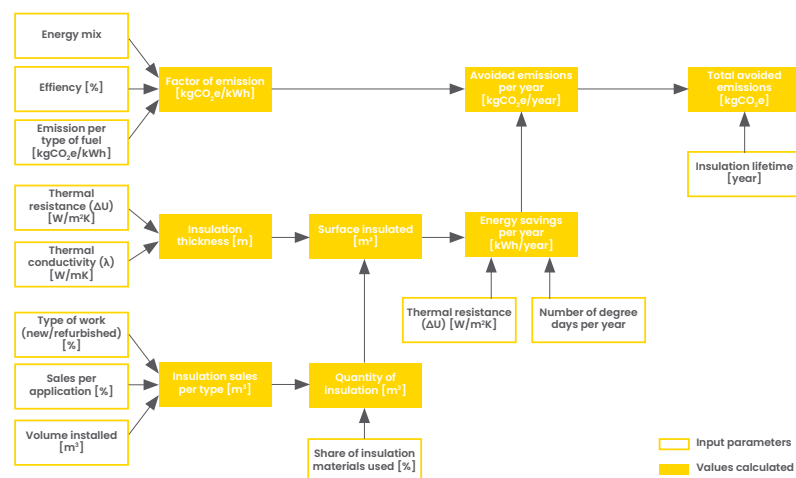 Energy mix
Effiency [%]
Emission per
type of fuel
[kgCO₂e/kWh]
Factor of emission
[kgCO₂e/kWh]
Avoided emissions
per year
[kgCO₂e/year]
Total avoided
emissions
[kgCO₂e]
Insulation lifetime
[year]
Thermal
resistance (ΔU)
[W/m²K]
Thermal
conductivity (λ)
[W/mK]
Insulation
thickness [m]
Surface insulated
[m²]
Energy savings
per year
[kWh/year]
Thermal resistance
(ΔU) [W/m²K]
Number of degree
days per year
Type of work
(new/refurbished)
[%]
Sales per
application [%]
Volume installed
[m³]
Insulation sales
per type [m³]
Quantity of
insulation [m³]
Share of insulation
materials used [%]
Input parameters
Values calculated